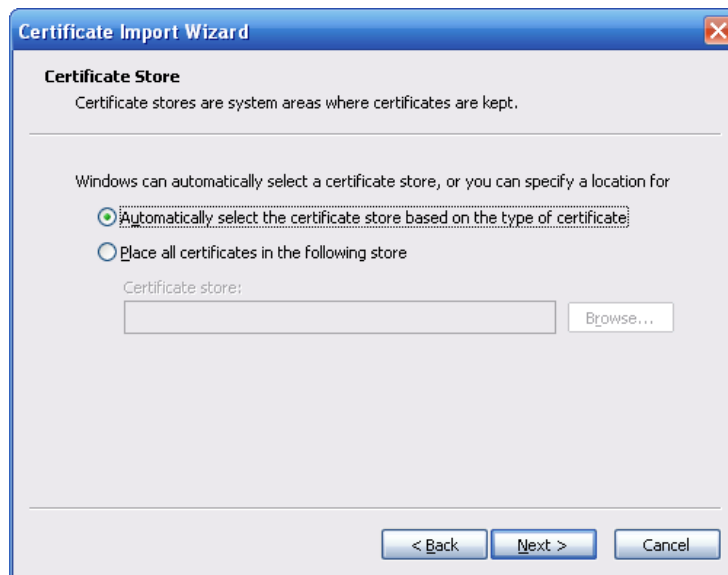 Certificate Import Wizard
Certificate Store
Certificate stores are system areas where certificates are kept.
Windows can automatically select a certificate store, or you can specify a location for
Automatically select the certificate store based on the type of certificate
Place all certificates in the following store
Certificate store:
Browse...
< Back Next > Cancel